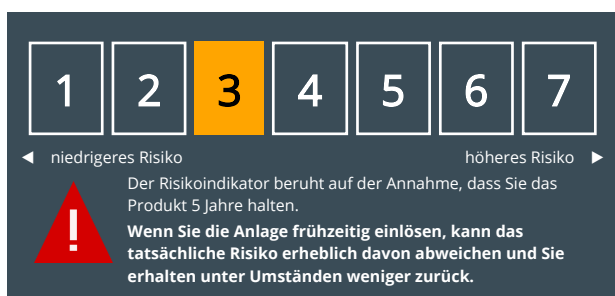 1 2 3 4 5 6 7
niedrigeres Risiko höheres Risiko
Der Risikoindikator beruht auf der Annahme, dass Sie das
Produkt 5 Jahre halten.
Wenn Sie die Anlage frühzeitig einlösen, kann das
tatsächliche Risiko erheblich davon abweichen und Sie
erhalten unter Umständen weniger zurück.